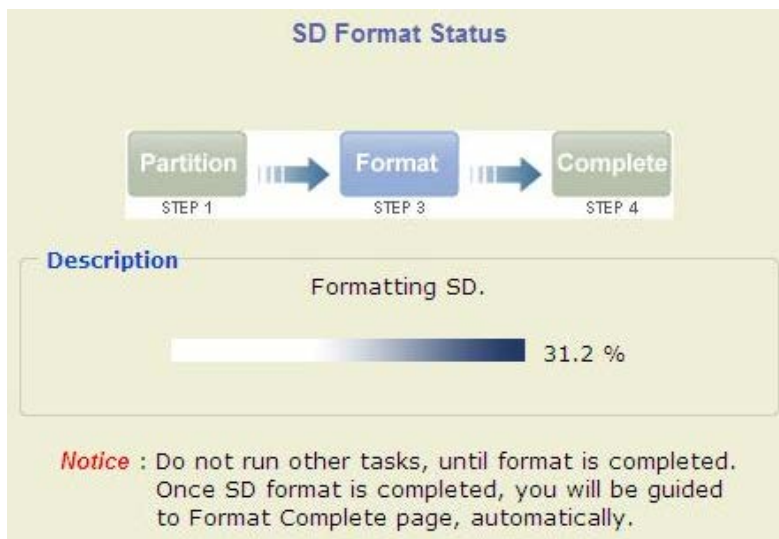 SD Format Status
Partition
Format
Complete
STEP 1
STEP 3
STEP 4
Description
Formatting SD.
31.2 %
Notice : Do not run other tasks, until format is completed.
Once SD format is completed, you will be guided
to Format Complete page, automatically.